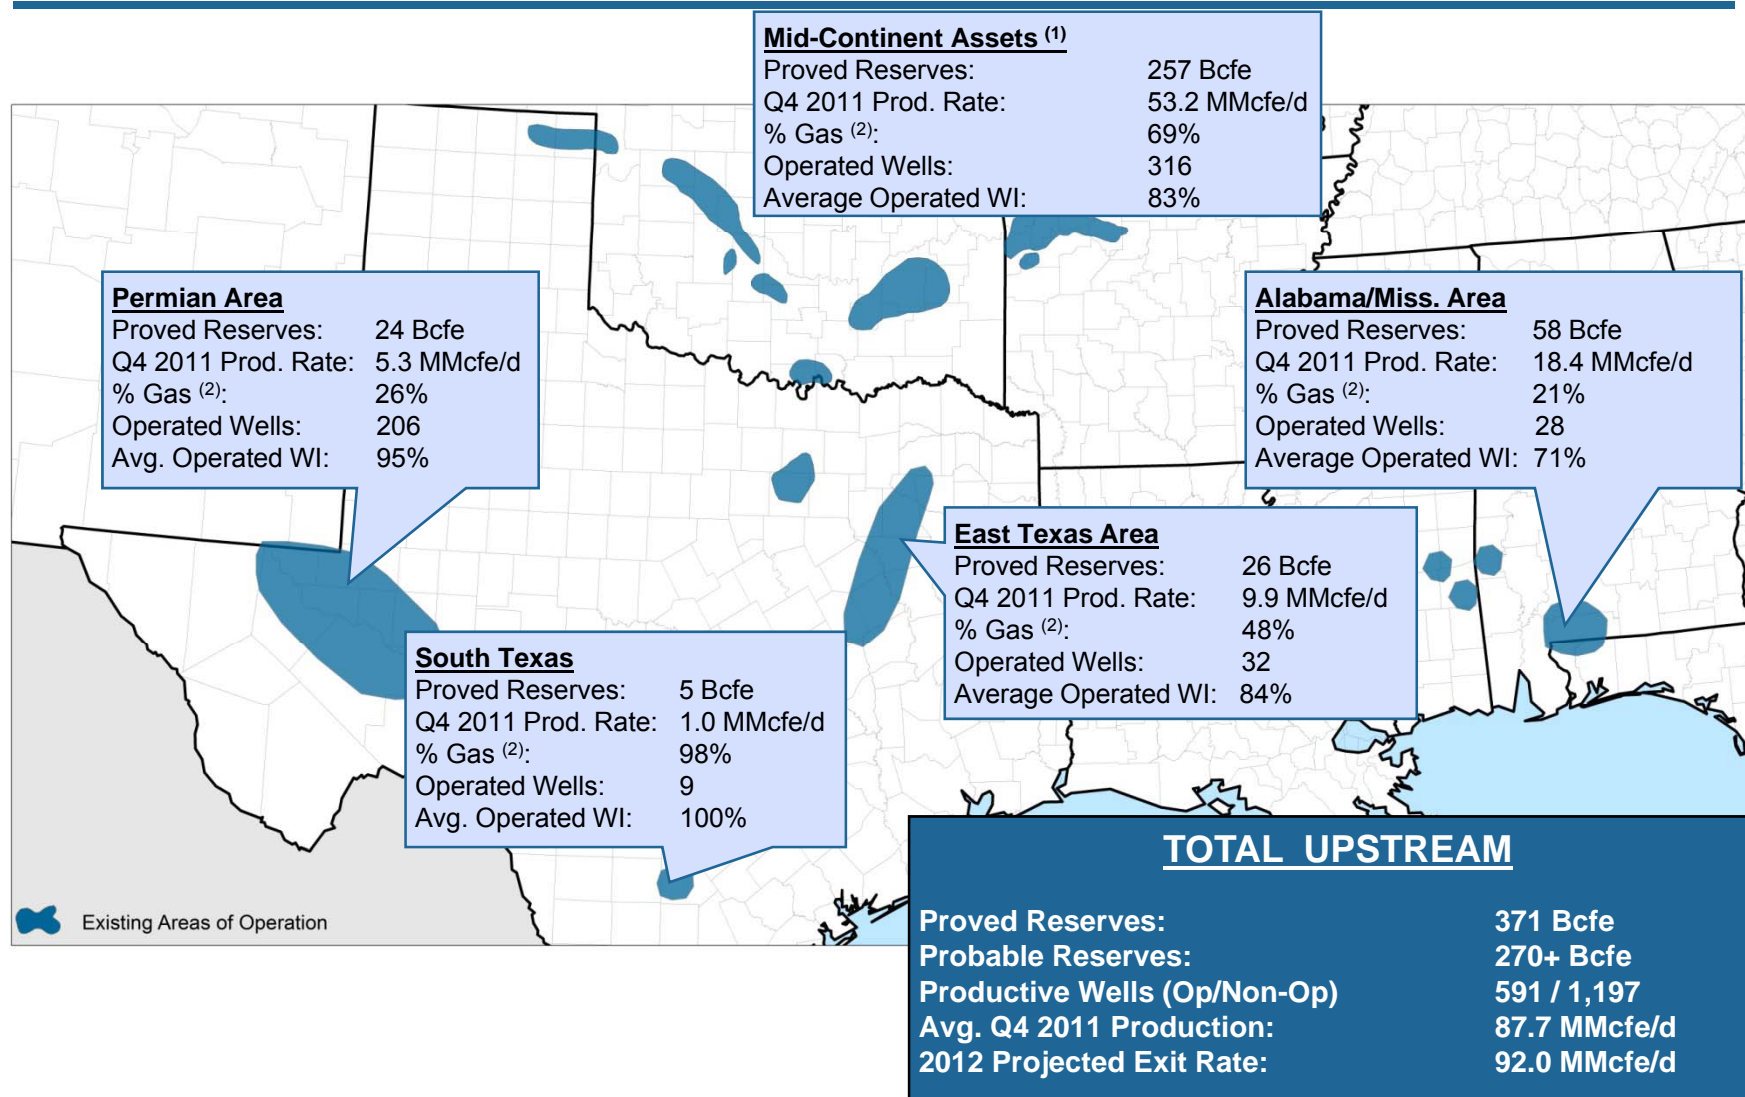 Mid-Continent Assets (1)
Proved Reserves: 257 Bcfe
Q4 2011 Prod. Rate: 53.2 MMcfe/d
% Gas (2): 69%
Operated Wells: 316
Average Operated WI: 83%
Permian Area
Proved Reserves: 24 Bcfe
Q4 2011 Prod. Rate: 5.3 MMcfe/d
% Gas (2): 26%
Operated Wells: 206
Avg. Operated WI: 95%
Alabama/Miss. Area
Proved Reserves: 58 Bcfe
Q4 2011 Prod. Rate: 18.4 MMcfe/d
% Gas (2): 21%
Operated Wells: 28
Average Operated WI: 71%
East Texas Area
Proved Reserves: 26 Bcfe
Q4 2011 Prod. Rate: 9.9 MMcfe/d
% Gas (2): 48%
Operated Wells: 32
Average Operated WI: 84%
South Texas
Proved Reserves: 5 Bcfe
Q4 2011 Prod. Rate: 1.0 MMcfe/d
% Gas (2): 98%
Operated Wells: 9
Avg. Operated WI: 100%
Existing Areas of Operation
TOTAL UPSTREAM
Proved Reserves: 371 Bcfe
Probable Reserves: 270+ Bcfe
Productive Wells (Op/Non-Op) 591 / 1,197
Avg. Q4 2011 Production: 87.7 MMcfe/d
2012 Projected Exit Rate: 92.0 MMcfe/d